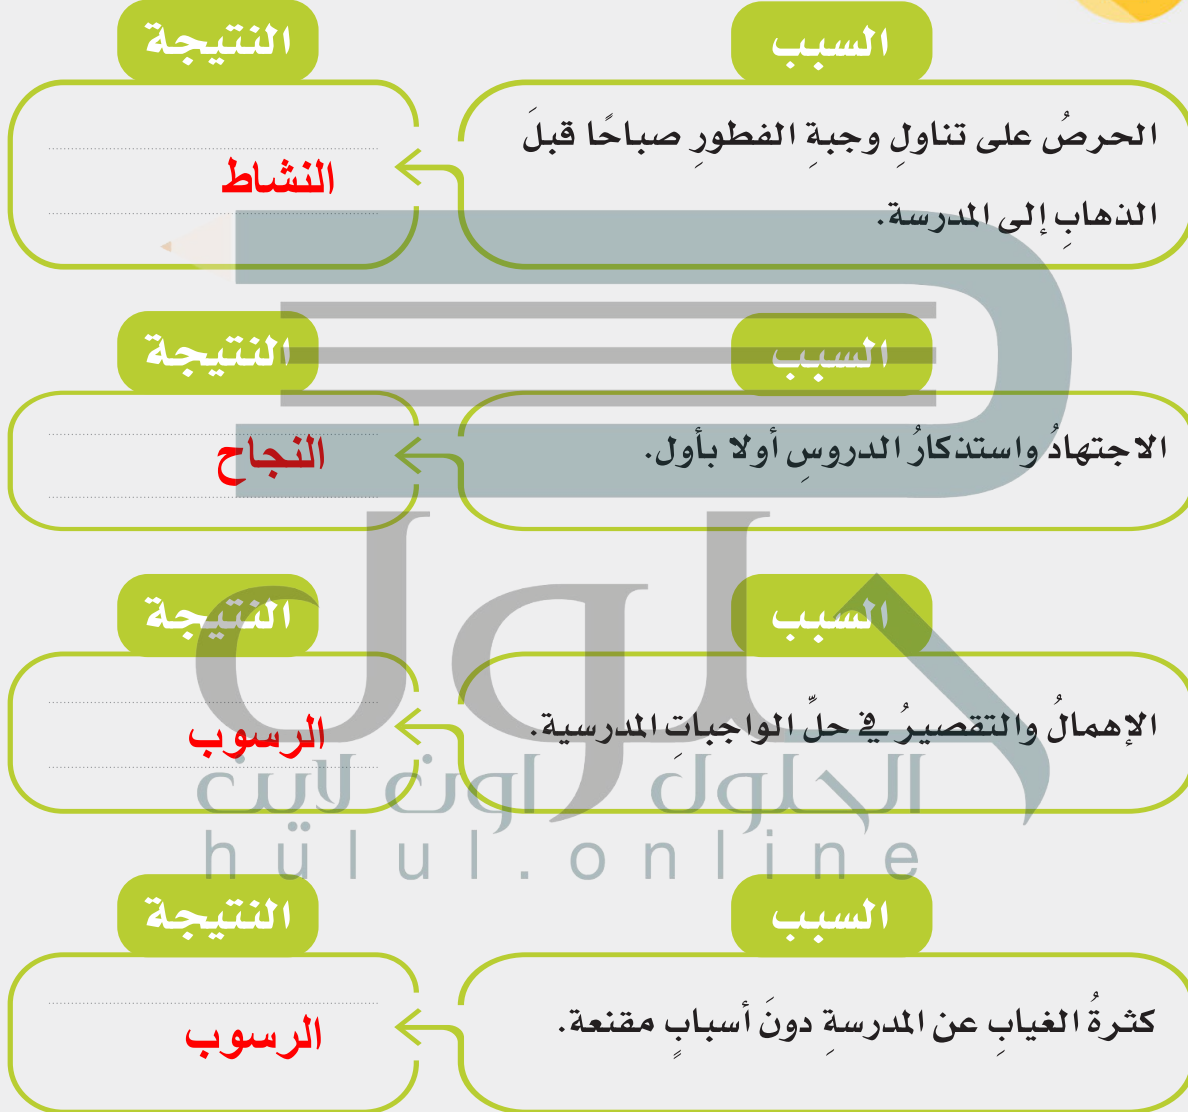 السبب
النتيجة
الحرصُ على تناولِ وجبةِ الفطورِ صباحًا قبلَ
الذهابِ إلى المدرسة.
النشاط
السبب
النتيجة
الاجتهادُ واستذكارُ الدروسِ أولا بأول.
النجاح
السبب
النتيجة
الإهمالُ والتقصيرُ في حلِّ الواجباتِ المدرسية.
الرسوب
حلول
الحلول اون لاين
hülul.online
السبب
النتيجة
كثرةُ الغيابِ عن المدرسةِ دونَ أسبابٍ مقنعة.
الرسوب